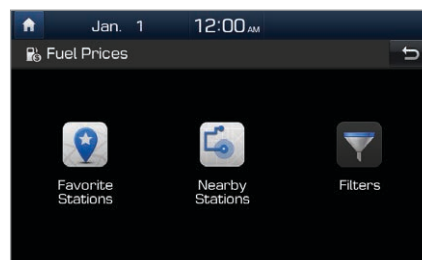 Jan. 1 12:00 AM
Fuel Prices
Favorite
Stations
Nearby
Stations
Filters